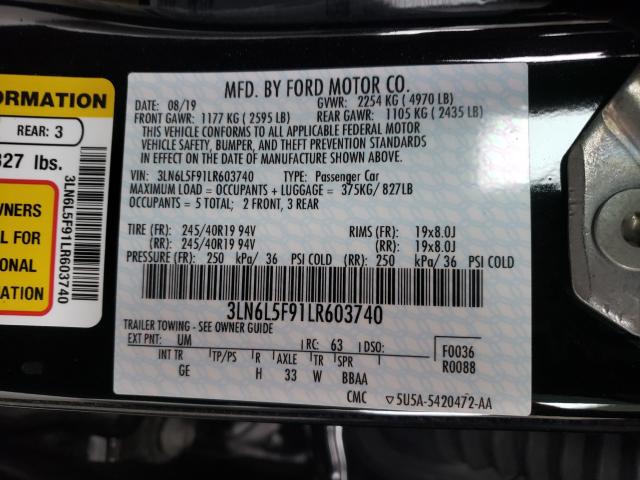 FORMATION
REAR: 3
827 lbs.
WNERS
L FOR
IONAL
ATION
3LN6L5F91LR603740
MFD. BY FORD MOTOR CO.
DATE: 08/19 GVWR: 2254 KG ( 4970 LB)
FRONT GAWR: 1177 KG ( 2595 LB) REAR GAWR: 1105 KG ( 2435 LB)
THIS VEHICLE CONFORMS TO ALL APPLICABLE FEDERAL MOTOR
VEHICLE SAFETY, BUMPER, AND THEFT PREVENTION STANDARDS
IN EFFECT ON THE DATE OF MANUFACTURE SHOWN ABOVE.
VIN: 3LN6L5F91LR603740 TYPE: Passenger Car
MAXIMUM LOAD = OCCUPANTS + LUGGAGE = 375KG/ 827LB
OCCUPANTS = 5 TOTAL; 2 FRONT, 3 REAR
TIRE (FR): 245/40R19 94V RIMS (FR): 19x8.0J
(RR): 245/40R19 94V (RR): 19x8.0J
PRESSURE (FR): 250 kPa/ 36 PSI COLD (RR): 250 kPa/ 36 PSI COLD
3LN6L5F91LR603740
TRAILER TOWING - SEE OWNER GUIDE
EXT PNT: UM RC: 63 DSO: F0036
INT TR TP/PS R AXLE TR SPR R0088
GE H 33 W BBAA
CMC ▽5U5A-5420472-AA